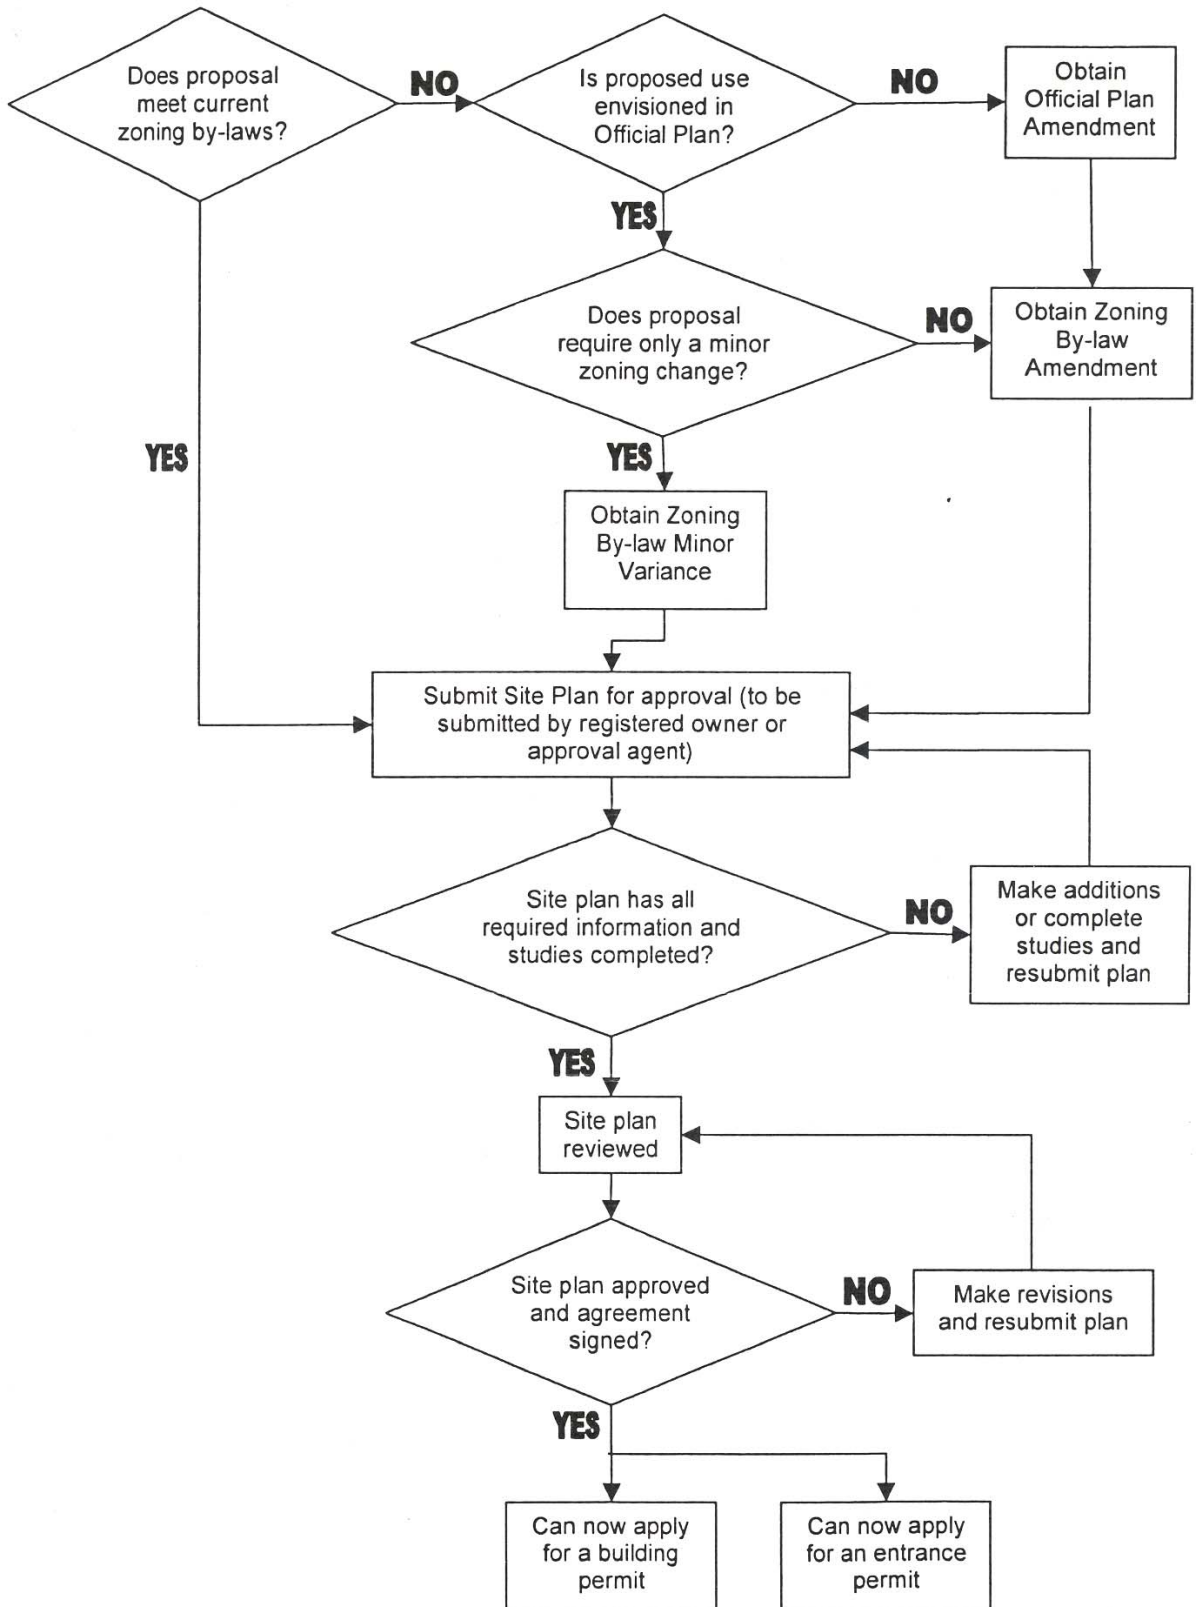 Does proposal
meet current
zoning by-laws?
NO
Is proposed use
envisioned in
Official Plan?
NO
Obtain
Official Plan
Amendment
YES
Does proposal
require only a minor
zoning change?
NO
Obtain Zoning
By-law
Amendment
YES
YES
Obtain Zoning
By-law Minor
Variance
Submit Site Plan for approval (to be
submitted by registered owner or
approval agent)
Site plan has all
required information and
studies completed?
NO
Make additions
or complete
studies and
resubmit plan
YES
Site plan
reviewed
Site plan approved
and agreement
signed?
NO
Make revisions
and resubmit plan
YES
Can now apply
for a building
permit
Can now apply
for an entrance
permit